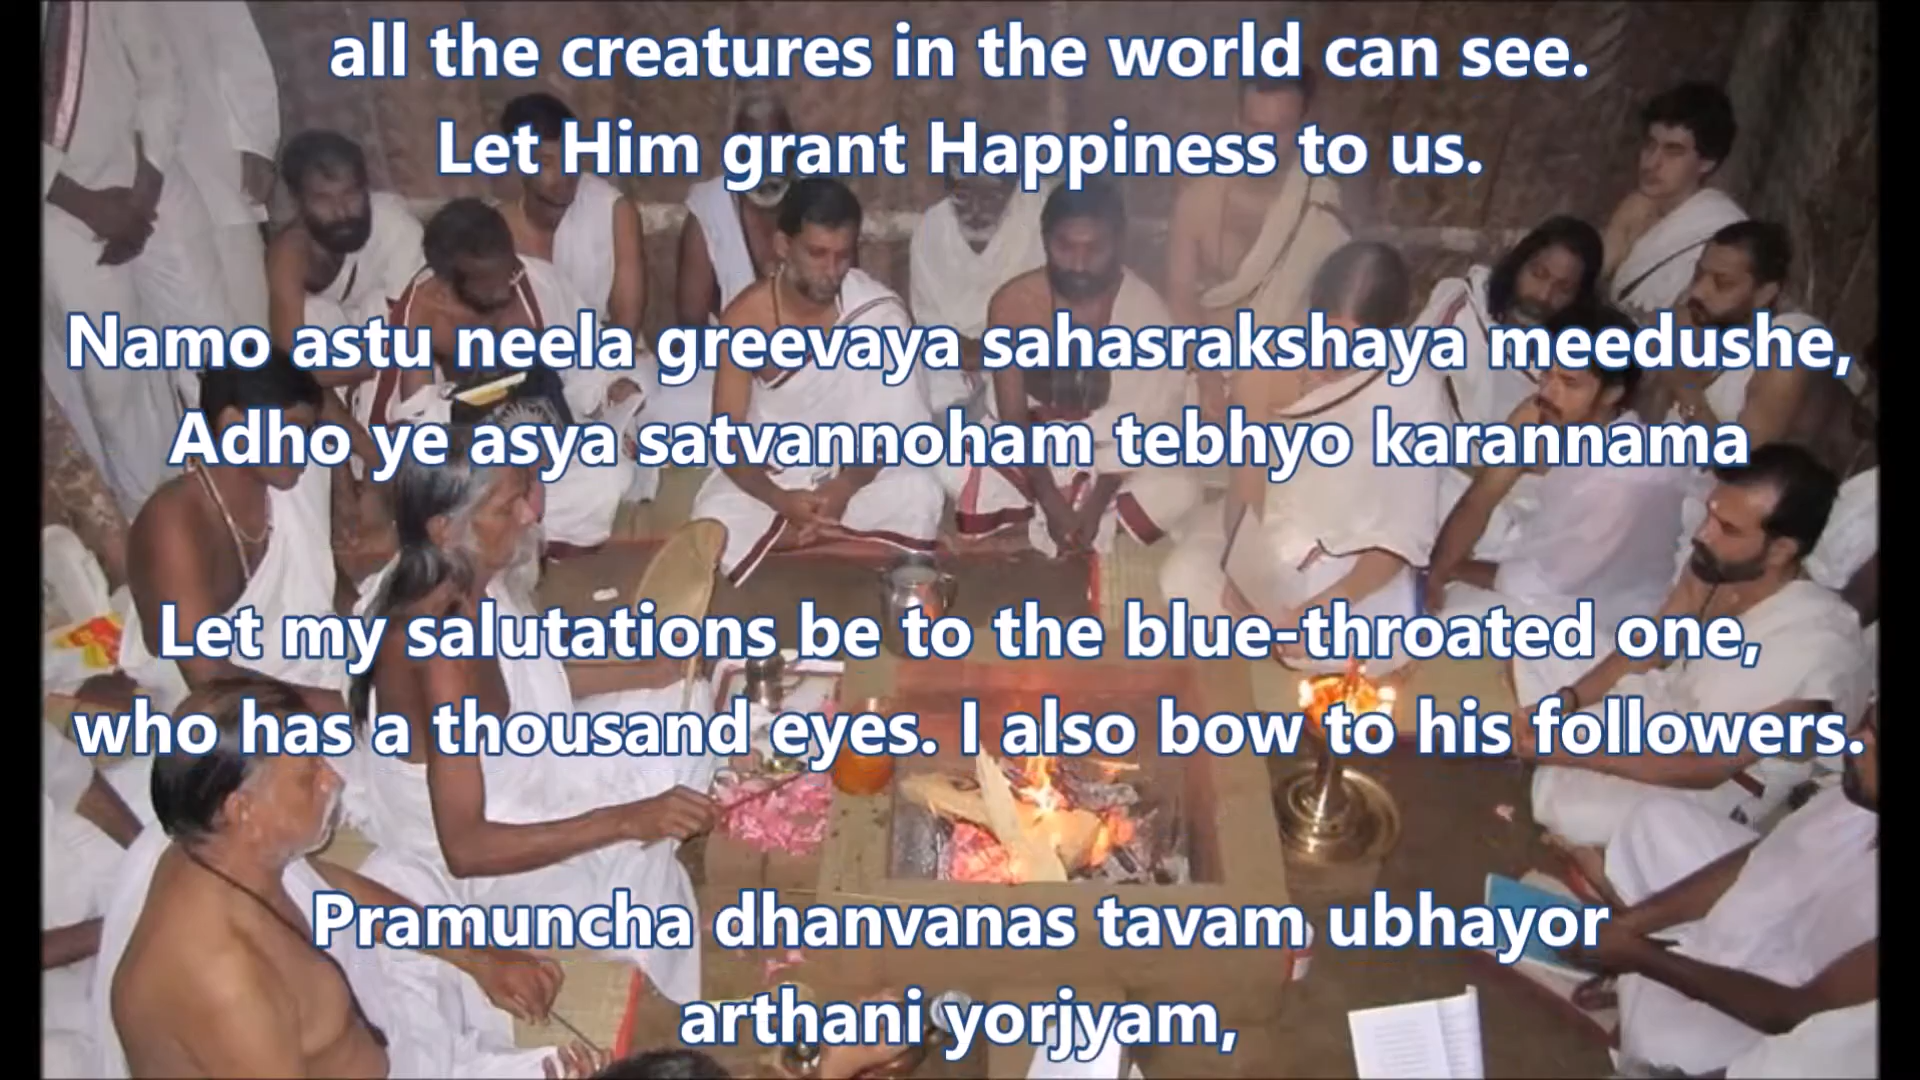 all the creatures in the world can see.
Let Him grant Happiness to us.
Namo astu neela greevaya sahasrakshaya meedushe,
Adho ye asya satvannoham tebhyo karannama
Let my salutations be to the blue-throated one,
who has a thousand eyes. I also bow to his followers.
Pramuncha dhanvanas tavam ubhayor
arthani yorjyam,